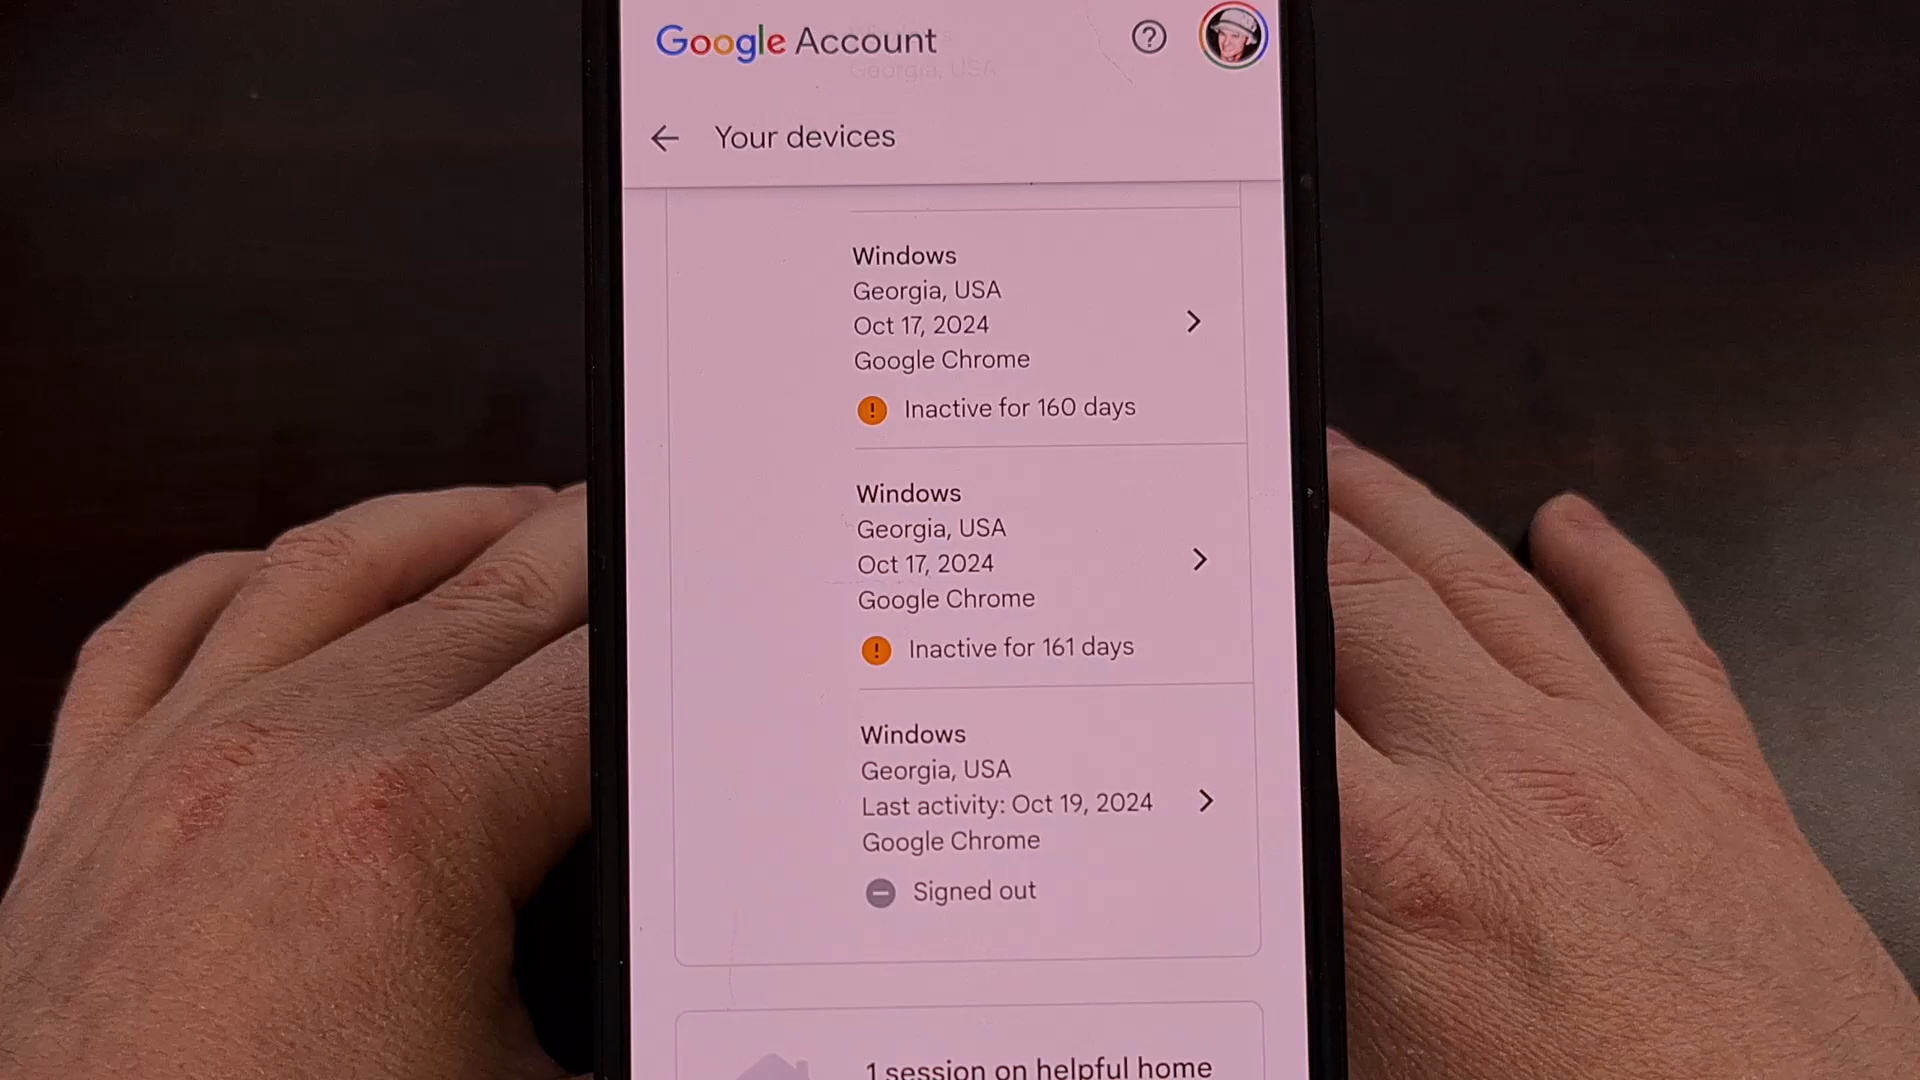 Google Account
Georgia, USA
Your devices
Windows
Georgia, USA
Oct 17, 2024
Google Chrome
Inactive for 160 days
Windows
Georgia, USA
Oct 17, 2024
Google Chrome
Inactive for 161 days
Windows
Georgia, USA
Last activity: Oct 19, 2024
Google Chrome
Signed out
1 session on helpful home